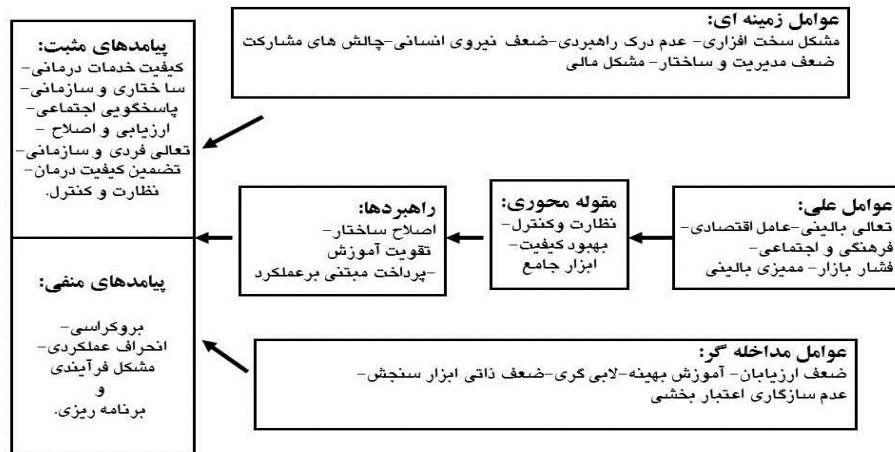 عوامل زمینه ای:
مشکل سخت افزاری- عدم درک راهبردی-ضعف نیروی انسانی-چالش های مشارکت
ضعف مدیریت و ساختار- مشکل مالی
پیامدهای مثبت:
کیفیت خدمات درمانی-
سا ختاری و سازمانی-
پاسخگویی اجتماعی-
ارزیابی و اصلاح -
تعالی فردی و سازمانی-
تضمین کیفیت درمان-
نظارت و کنترل.
عوامل علی:
تعالی بالینی-عامل اقتصادی-
فرهنگی و اجتماعی-
فشار بازار- ممیزی بالینی
مقوله محوری:
نظارت وکنترل-
بهبود کیفیت-
ابزار جامع
راهبردها:
اصلاح ساختار-
تقویت آموزش
-پرداخت مبتنی برعملکرد
پیامدهای منفی:
بروکراسی-
انحراف عملکردی-
مشکل فرآیندی
و
برنامه ریزی.
عوامل مداخله گر:
ضعف ارزیابان- آموزش بهینه-لابی گری-ضعف ذاتی ابزار سنجش-
عدم سازگاری اعتبار بخشی